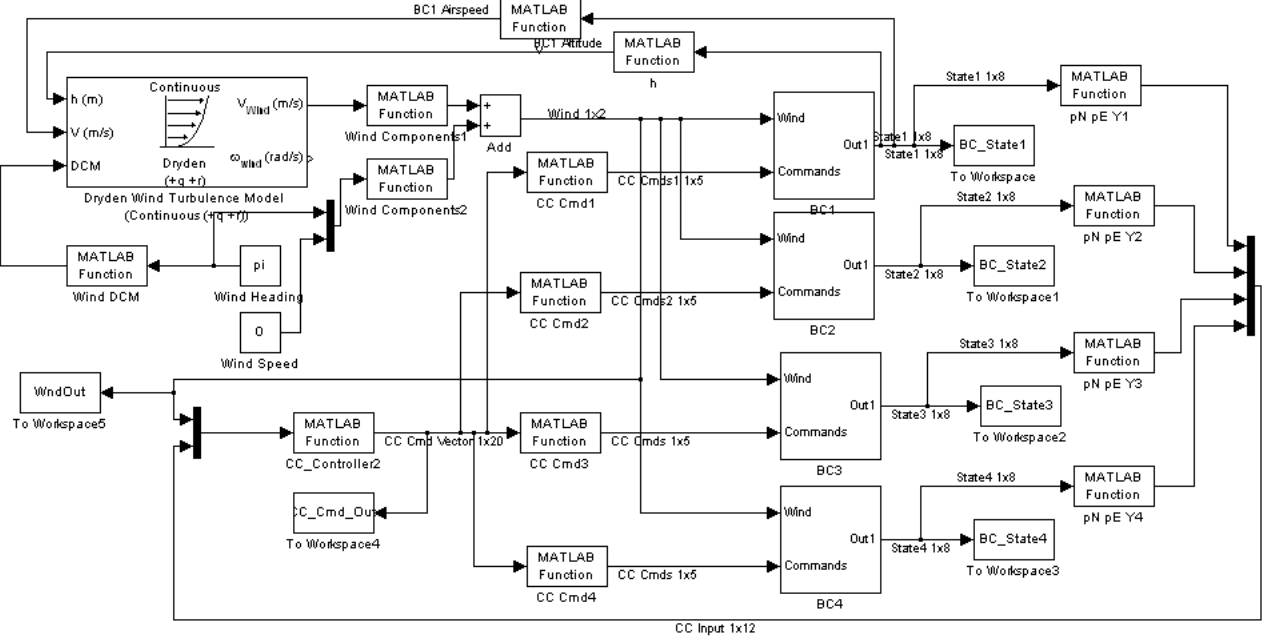 BC1 Airspeed
MATLAB
Function
V
BC1 Altitude
MATLAB
Function
h
h (m)
V (m/s)
DCM
Continuous
Dryden
(+q +r)
VWind (m/s)
ωWind (rad/s)
Dryden Wind Turbulence Model
(Continuous (+q +r))
MATLAB
Function
Wind Components1
MATLAB
Function
Wind Components2
+
+
Add
Wind 1x2
MATLAB
Function
Wind DCM
pi
Wind Heading
0
Wind Speed
MATLAB
Function
CC Cmd1
CC Cmds1 1x5
MATLAB
Function
CC Cmd2
CC Cmds2 1x5
Wind
Commands
Out1
BC1
Wind
Commands
Out1
BC2
State1 1x8
State1 1x8
State1 1x8
MATLAB
Function
pN pE Y1
BC_State1
To Workspace
State2 1x8
State2 1x8
MATLAB
Function
pN pE Y2
BC_State2
To Workspace1
WndOut
To Workspace5
MATLAB
Function
CC_Controller2
CC Cmd Vector 1x20
CC_Cmd_Out
To Workspace4
MATLAB
Function
CC Cmd3
CC Cmds 1x5
Wind
Commands
Out1
BC3
State3 1x8
State3 1x8
MATLAB
Function
pN pE Y3
BC_State3
To Workspace2
MATLAB
Function
CC Cmd4
CC Cmds 1x5
Wind
Commands
Out1
BC4
State4 1x8
State4 1x8
MATLAB
Function
pN pE Y4
BC_State4
To Workspace3
CC Input 1x12